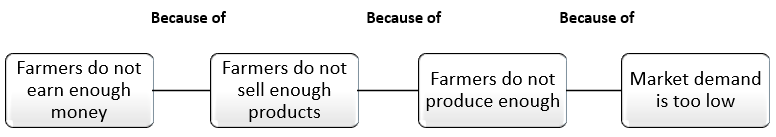 Because of
Because of
Because of
Farmers do not
earn enough
money
Farmers do not
sell enough
products
Farmers do not
produce enough
Market demand
is too low